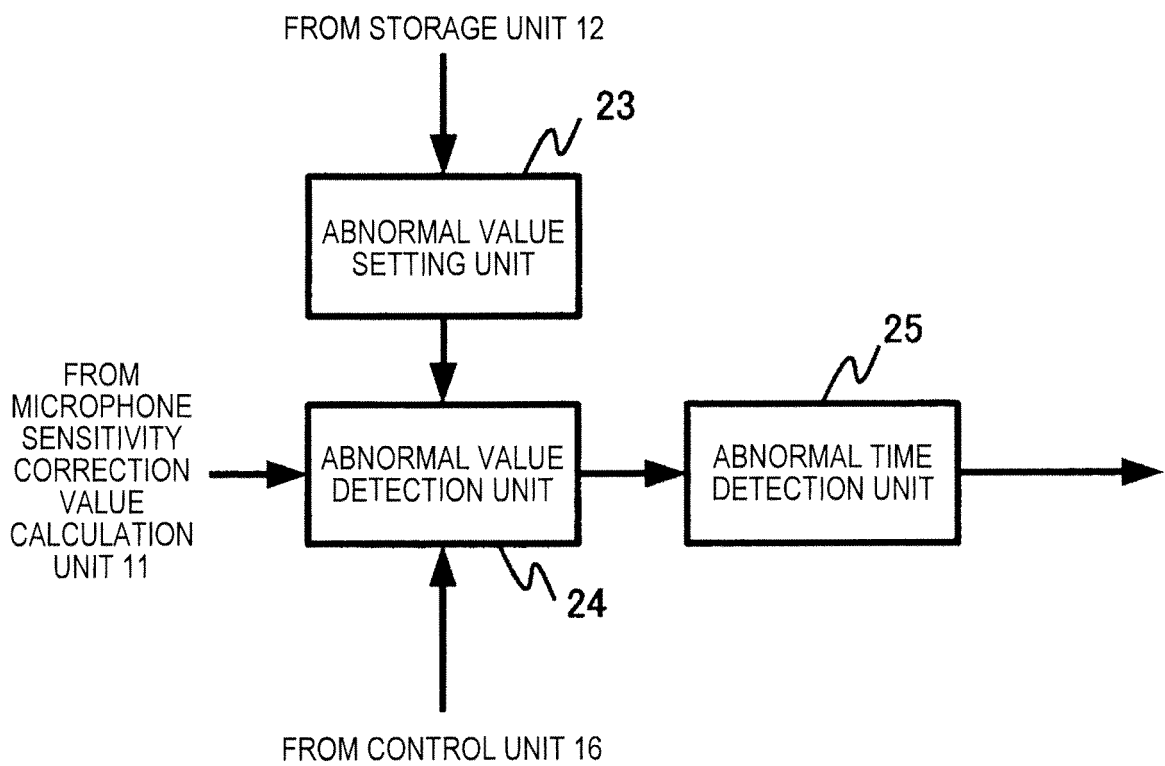 FROM STORAGE UNIT 12
23
ABNORMAL VALUE
SETTING UNIT
25
FROM
MICROPHONE
SENSITIVITY
CORRECTION
VALUE
CALCULATION
UNIT 11
ABNORMAL VALUE
DETECTION UNIT
ABNORMAL TIME
DETECTION UNIT
24
FROM CONTROL UNIT 16